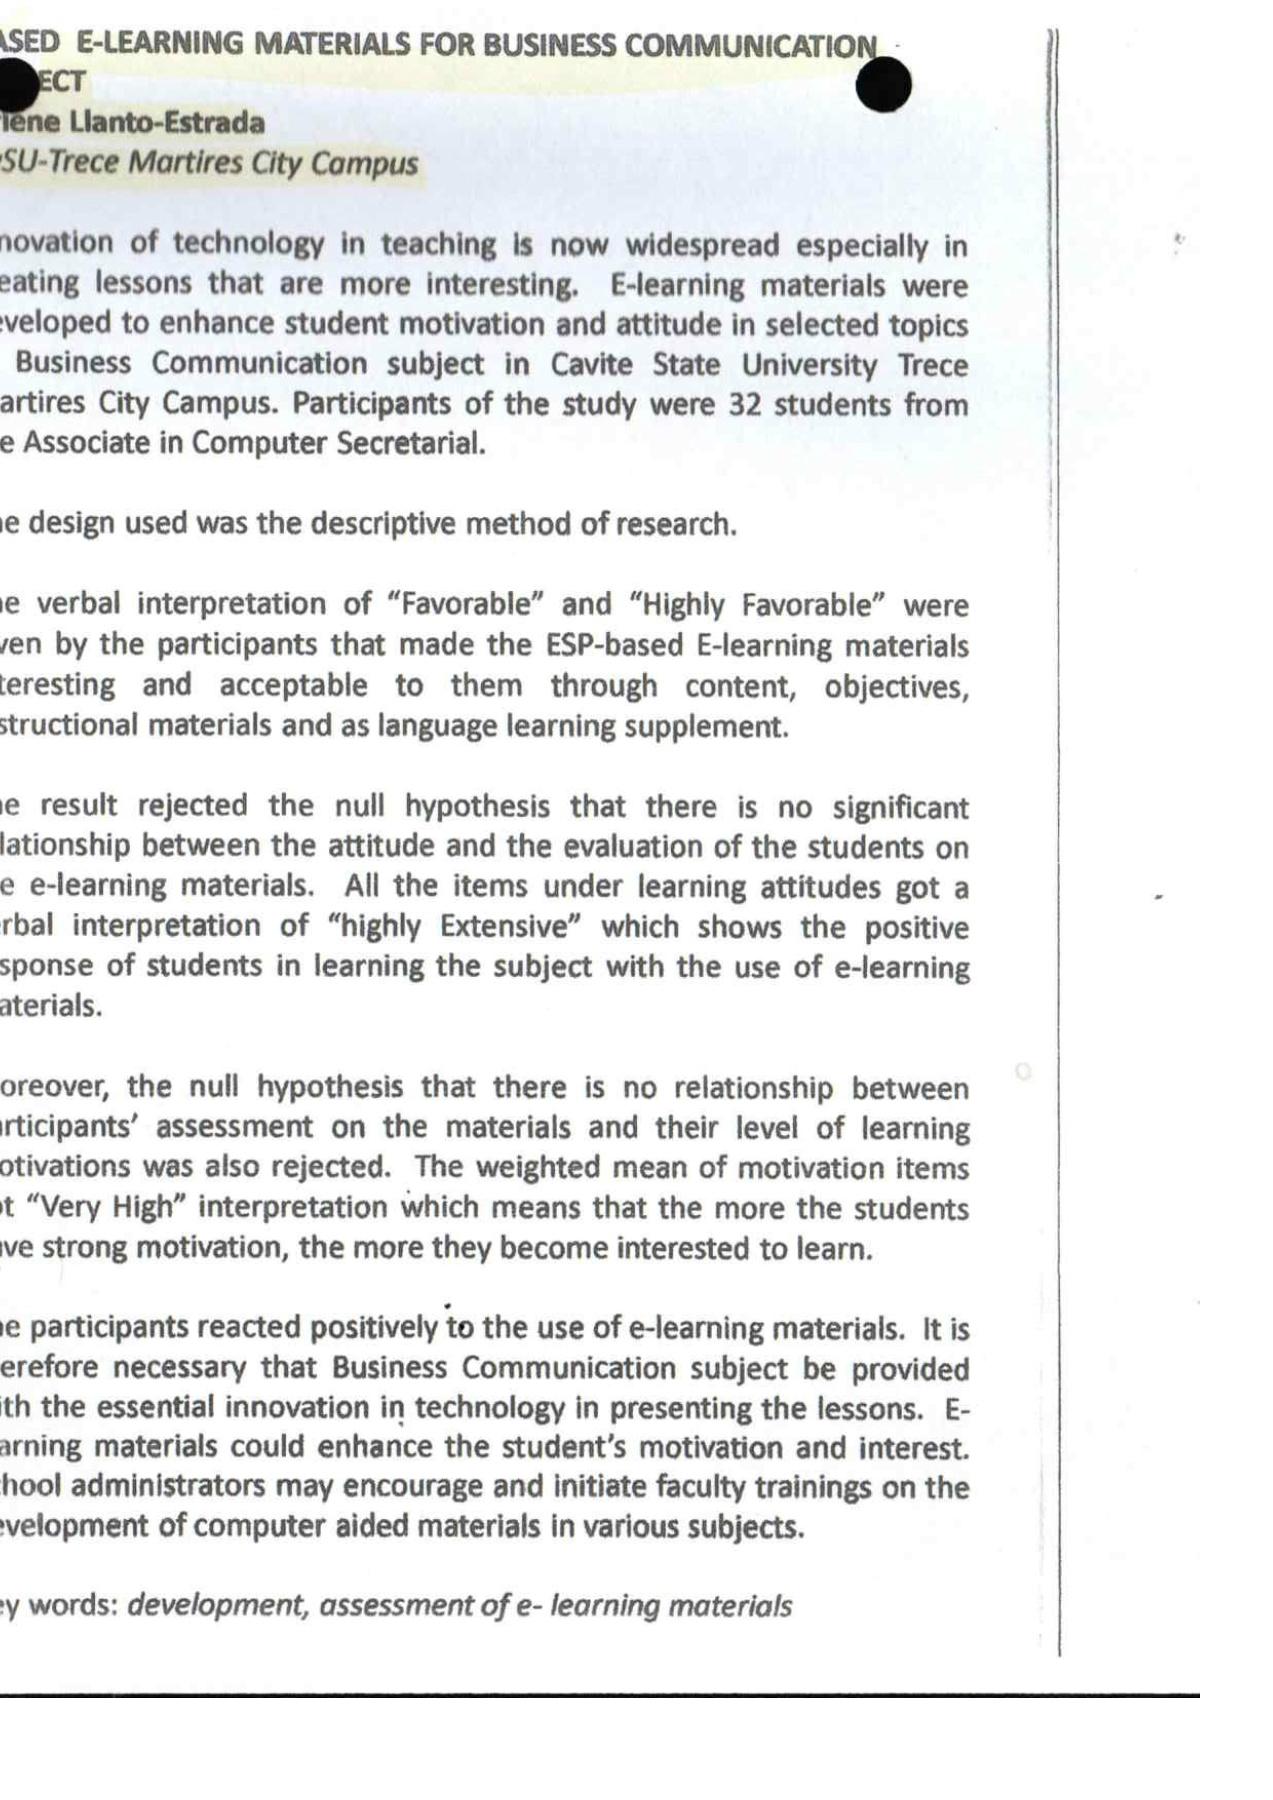 ASED E-LEARNING MATERIALS FOR BUSINESS COMMUNICATION
ECT
lene Llanto-Estrada
SU-Trece Martires City Campus
novation of technology in teaching is now widespread especially in
eating lessons that are more interesting. E-learning materials were
eveloped to enhance student motivation and attitude in selected topics
Business Communication subject in Cavite State University Trece
artires City Campus. Participants of the study were 32 students from
e Associate in Computer Secretarial.
e design used was the descriptive method of research.
e verbal interpretation of “Favorable” and “Highly Favorable” were
ven by the participants that made the ESP-based E-learning materials
teresting and acceptable to them through content, objectives,
structional materials and as language learning supplement.
e result rejected the null hypothesis that there is no significant
lationship between the attitude and the evaluation of the students on
e e-learning materials. All the items under learning attitudes got a
rbal interpretation of “highly Extensive” which shows the positive
sponse of students in learning the subject with the use of e-learning
aterials.
oreover, the null hypothesis that there is no relationship between
rticipants’ assessment on the materials and their level of learning
otivations was also rejected. The weighted mean of motivation items
t “Very High” interpretation which means that the more the students
ve strong motivation, the more they become interested to learn.
e participants reacted positively to the use of e-learning materials. It is
erefore necessary that Business Communication subject be provided
ith the essential innovation in technology in presenting the lessons. E-
arning materials could enhance the student’s motivation and interest.
hool administrators may encourage and initiate faculty trainings on the
evelopment of computer aided materials in various subjects.
ey words: development, assessment of e- learning materials